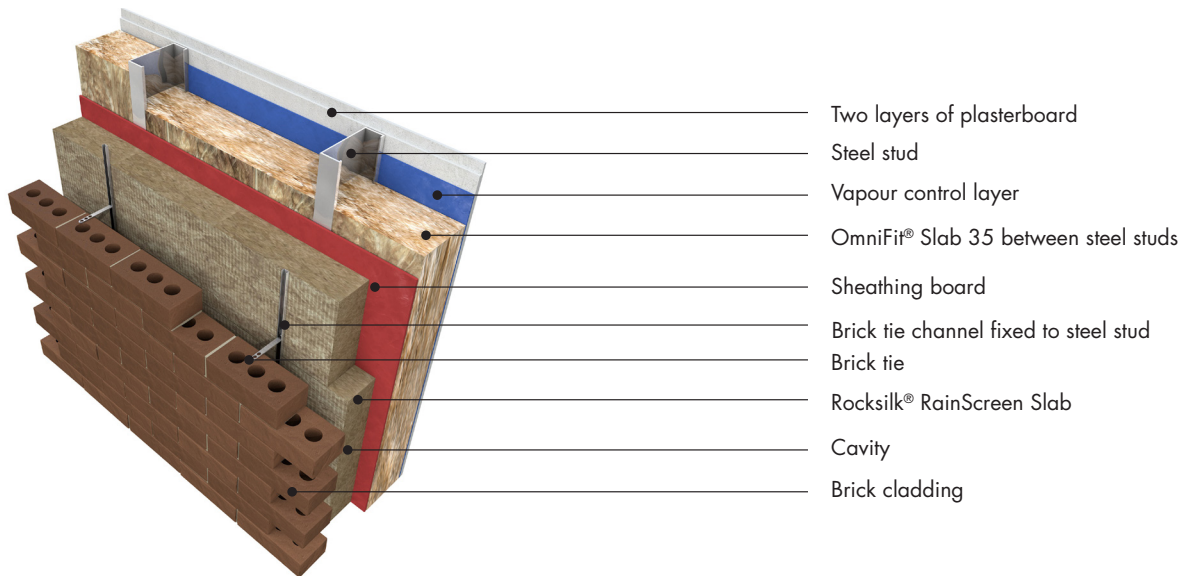 Two layers of plasterboard
Steel stud
Vapour control layer
OmniFit® Slab 35 between steel studs
Sheathing board
Brick tie channel fixed to steel stud
Brick tie
Rocksilk® RainScreen Slab
Cavity
Brick cladding